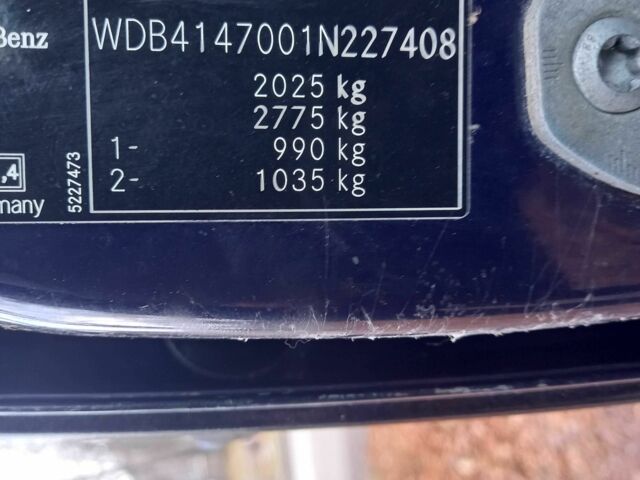 Benz
WDB4147001N227408
2025 kg
2775 kg
1- 990 kg
2- 1035 kg
,4
many
5227473